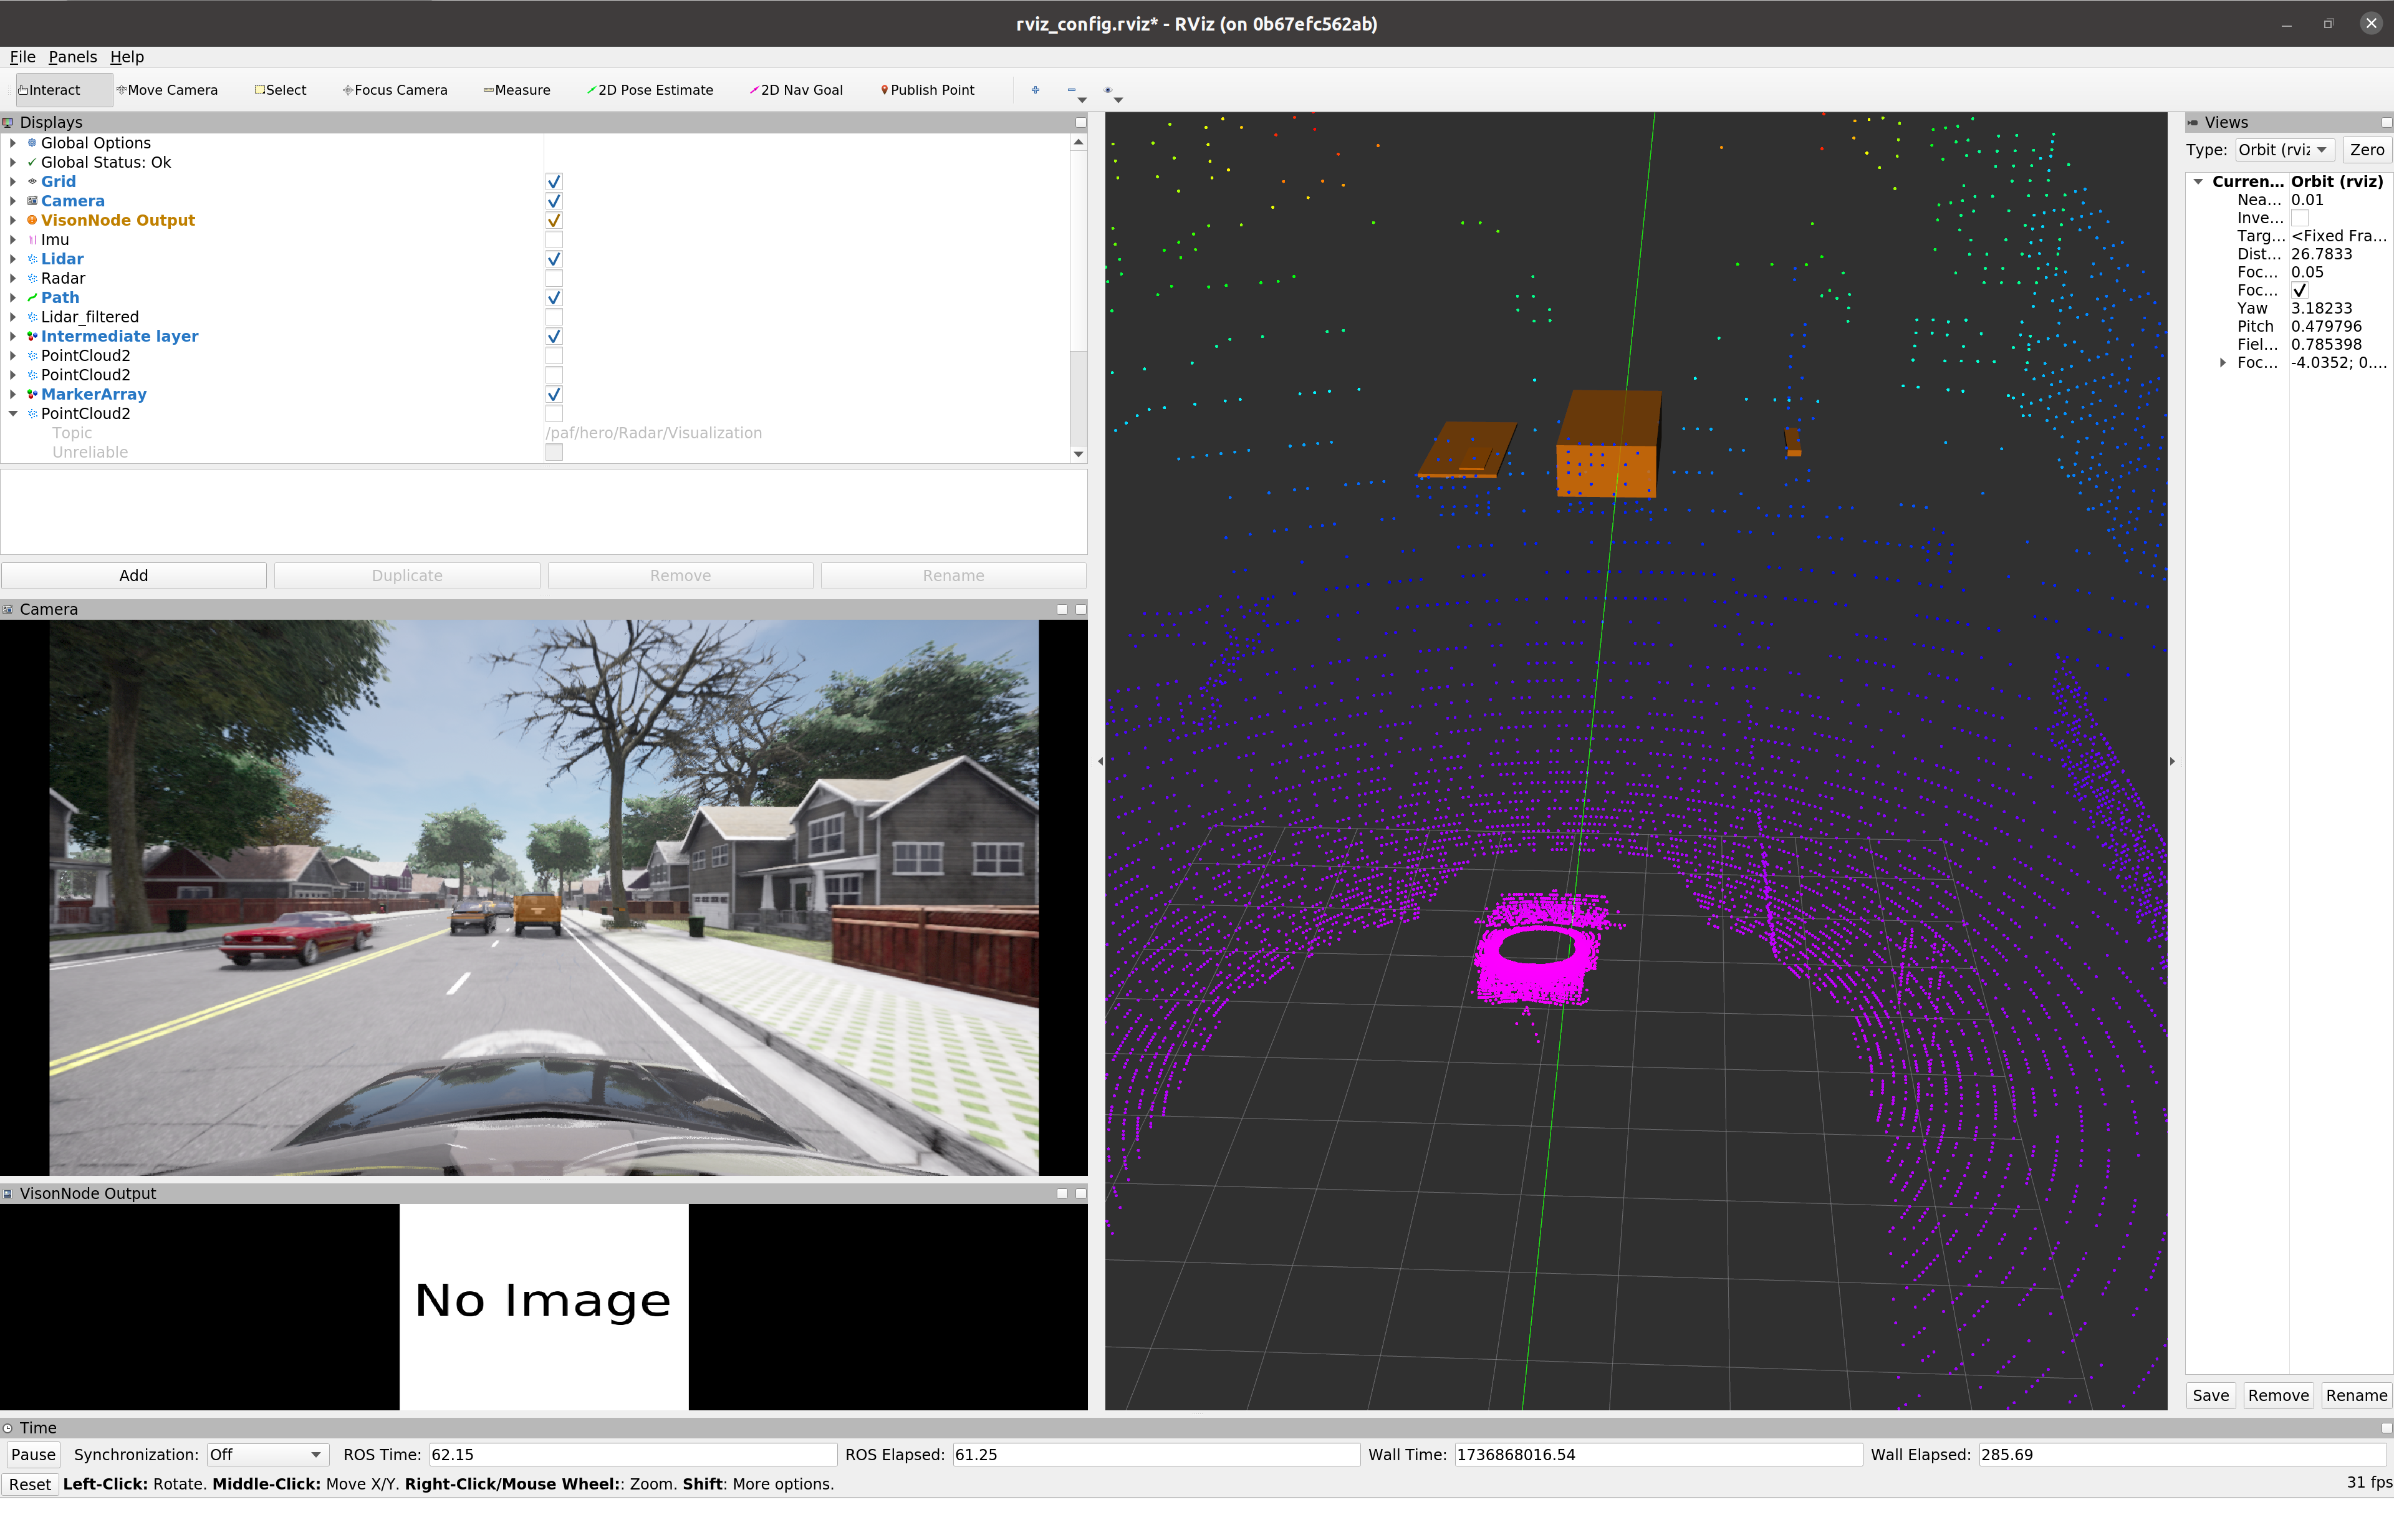 rviz_config.rviz* - RViz (on 0b67efc562ab)
File Panels Help
Interact Move Camera Select Focus Camera Measure 2D Pose Estimate 2D Nav Goal Publish Point
Displays
Global Options
Global Status: Ok
Grid
Camera
VisonNode Output
Imu
Lidar
Radar
Path
Lidar_filtered
Intermediate layer
PointCloud2
PointCloud2
MarkerArray
PointCloud2
Topic /paf/hero/Radar/Visualization
Unreliable
Add Duplicate Remove Rename
Camera
VisonNode Output
No Image
Views
Type: Orbit (rviz Zero
Curren... Orbit (rviz)
Nea... 0.01
Inve...
Targ... <Fixed Fra...
Dist... 26.7833
Foc... 0.05
Foc...
Yaw 3.18233
Pitch 0.479796
Fiel... 0.785398
Foc... -4.0352; 0....
Save Remove Rename
Time
Pause Synchronization: Off ROS Time: 62.15 ROS Elapsed: 61.25 Wall Time: 1736868016.54 Wall Elapsed: 285.69
Reset Left-Click: Rotate. Middle-Click: Move X/Y. Right-Click/Mouse Wheel:: Zoom. Shift: More options. 31 fps